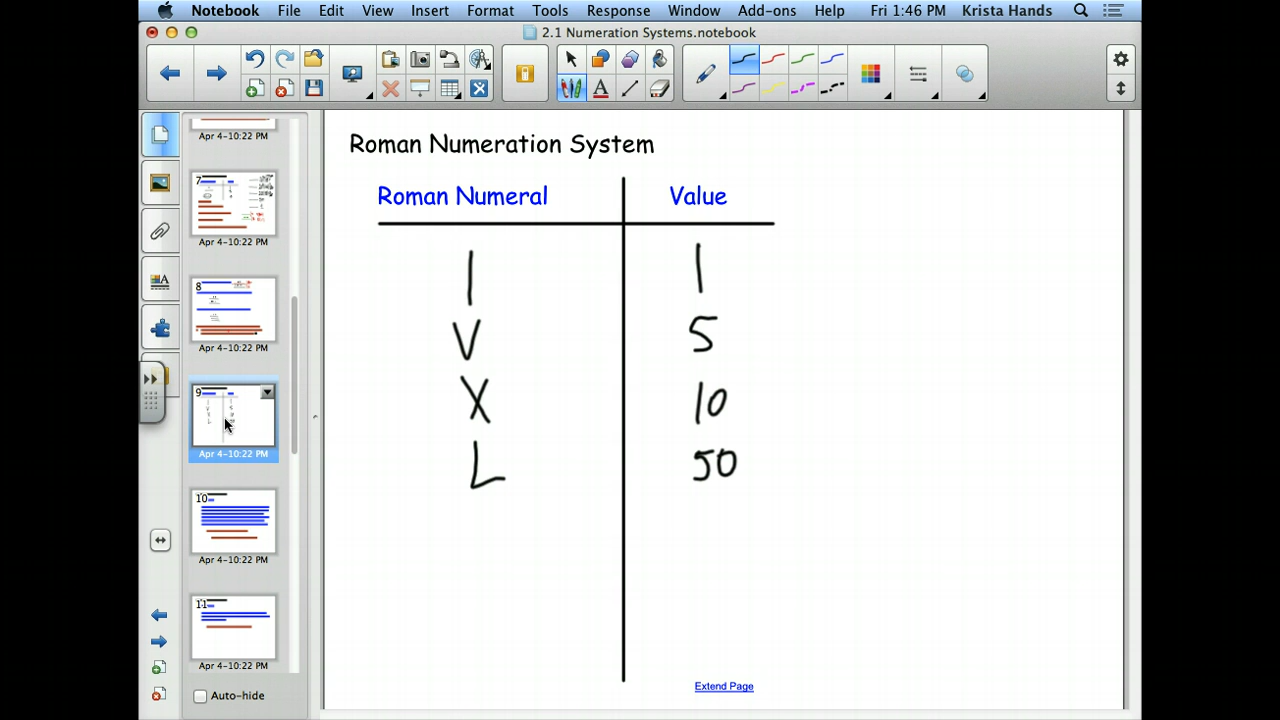 Notebook File Edit View Insert Format Tools Response Window Add-ons Help Fri 1:46 PM Krista Hands
2.1 Numeration Systems.notebook
Apr 4-10:22 PM
7
Apr 4-10:22 PM
8
Apr 4-10:22 PM
9
Apr 4-10:22 PM
10
Apr 4-10:22 PM
11
Apr 4-10:22 PM
Auto-hide
Roman Numeration System
Roman Numeral Value
I 1
V 5
X 10
L 50
Extend Page